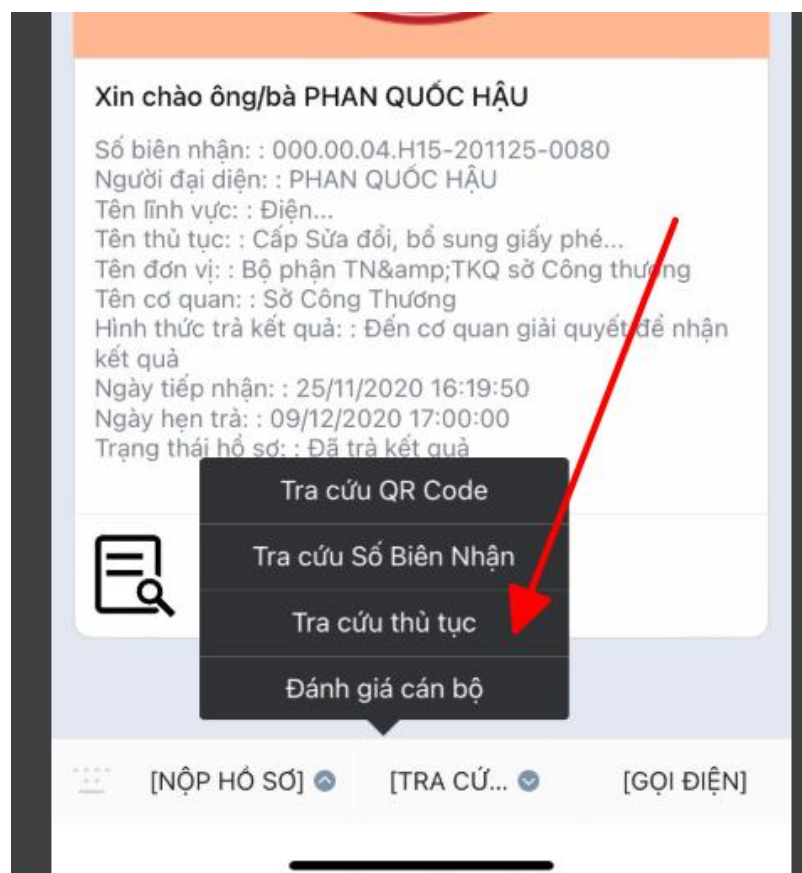 Xin chào ông/bà PHAN QUỐC HẬU
Số biên nhận: : 000.00.04.H15-201125-0080
Người đại diện: : PHAN QUỐC HẬU
Tên lĩnh vực: : Điện...
Tên thủ tục: : Cấp Sửa đổi, bổ sung giấy phé...
Tên đơn vị: : Bộ phận TN&amp;TKQ sở Công thương
Tên cơ quan: : Sở Công Thương
Hình thức trả kết quả: : Đến cơ quan giải quyết để nhận
kết quả
Ngày tiếp nhận: : 25/11/2020 16:19:50
Ngày hẹn trả: : 09/12/2020 17:00:00
Trạng thái hồ sơ: : Đã trả kết quả
Tra cứu QR Code
Tra cứu Số Biên Nhận
Tra cứu thủ tục
Đánh giá cán bộ
[NỘP HỒ SƠ] [TRA CỨ... [GỌI ĐIỆN]